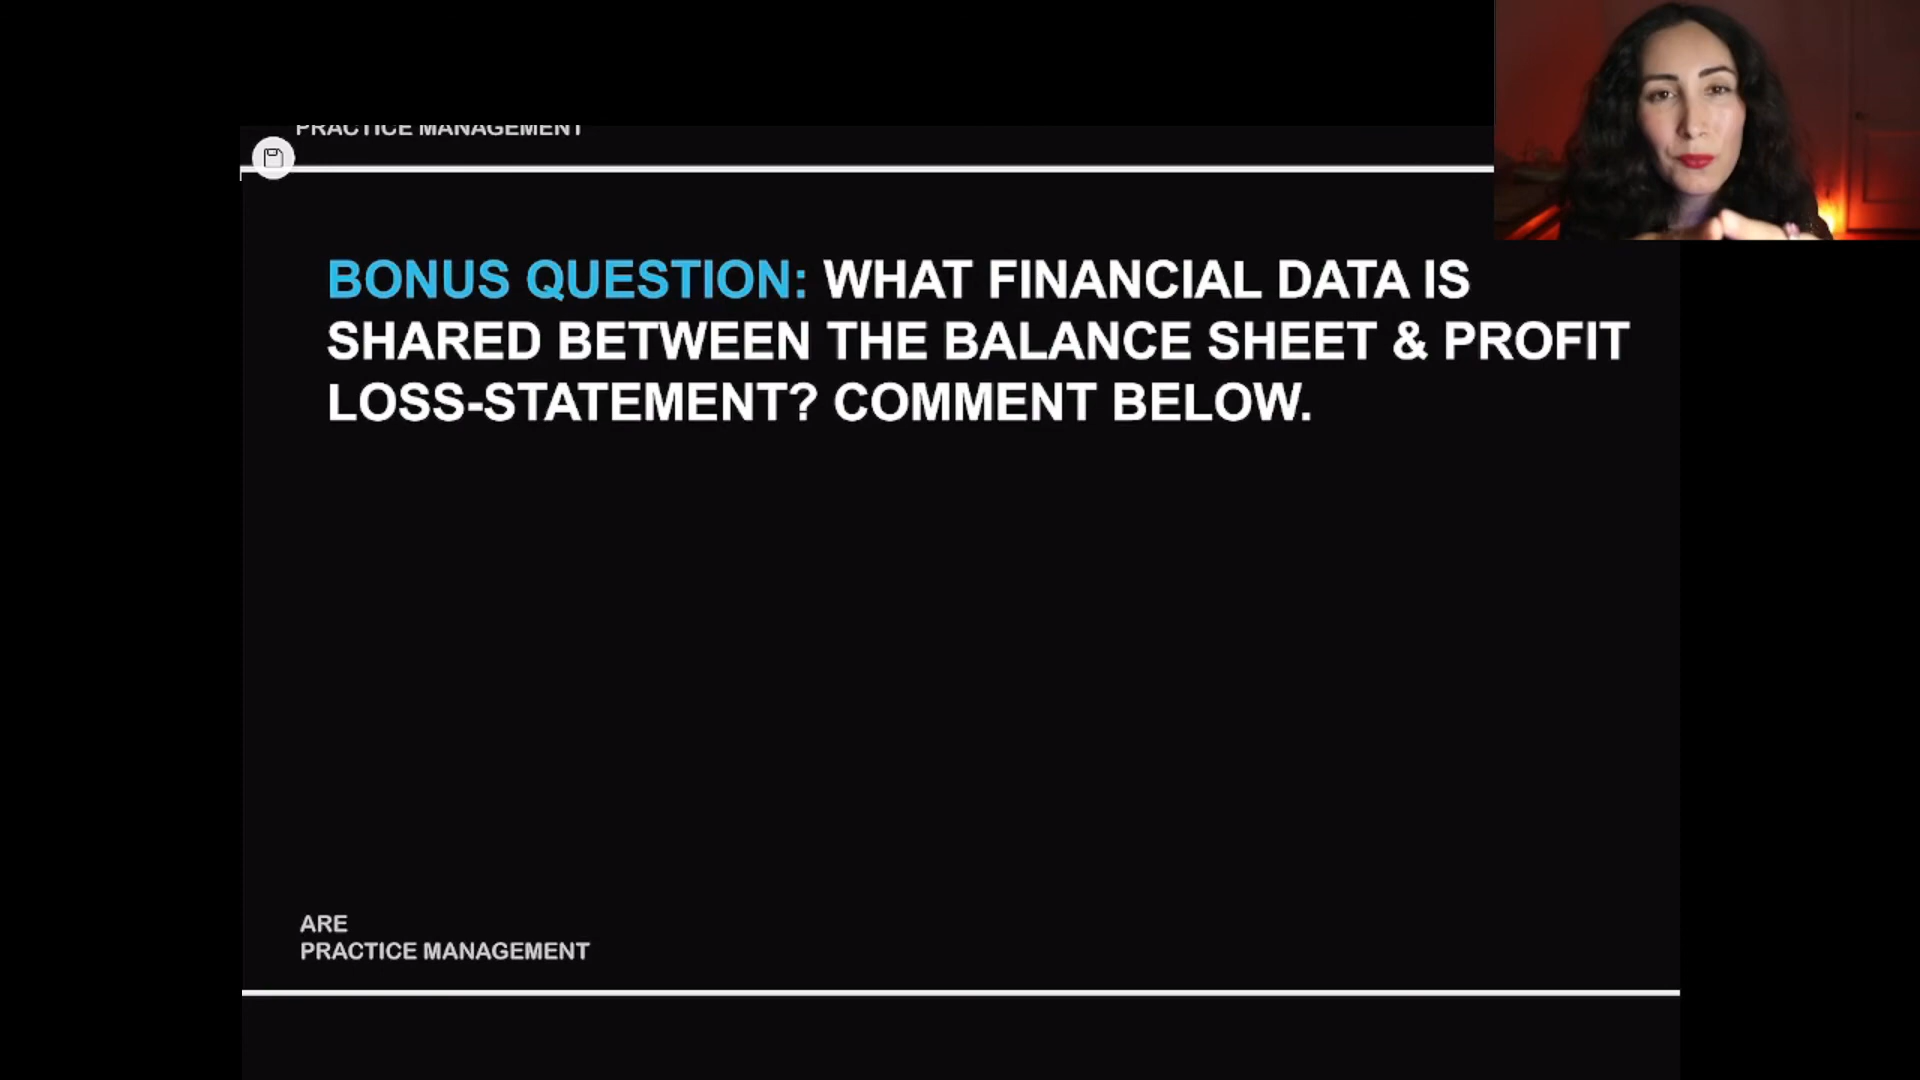 PRACTICE MANAGEMENT
BONUS QUESTION: WHAT FINANCIAL DATA IS
SHARED BETWEEN THE BALANCE SHEET & PROFIT
LOSS-STATEMENT? COMMENT BELOW.
ARE
PRACTICE MANAGEMENT